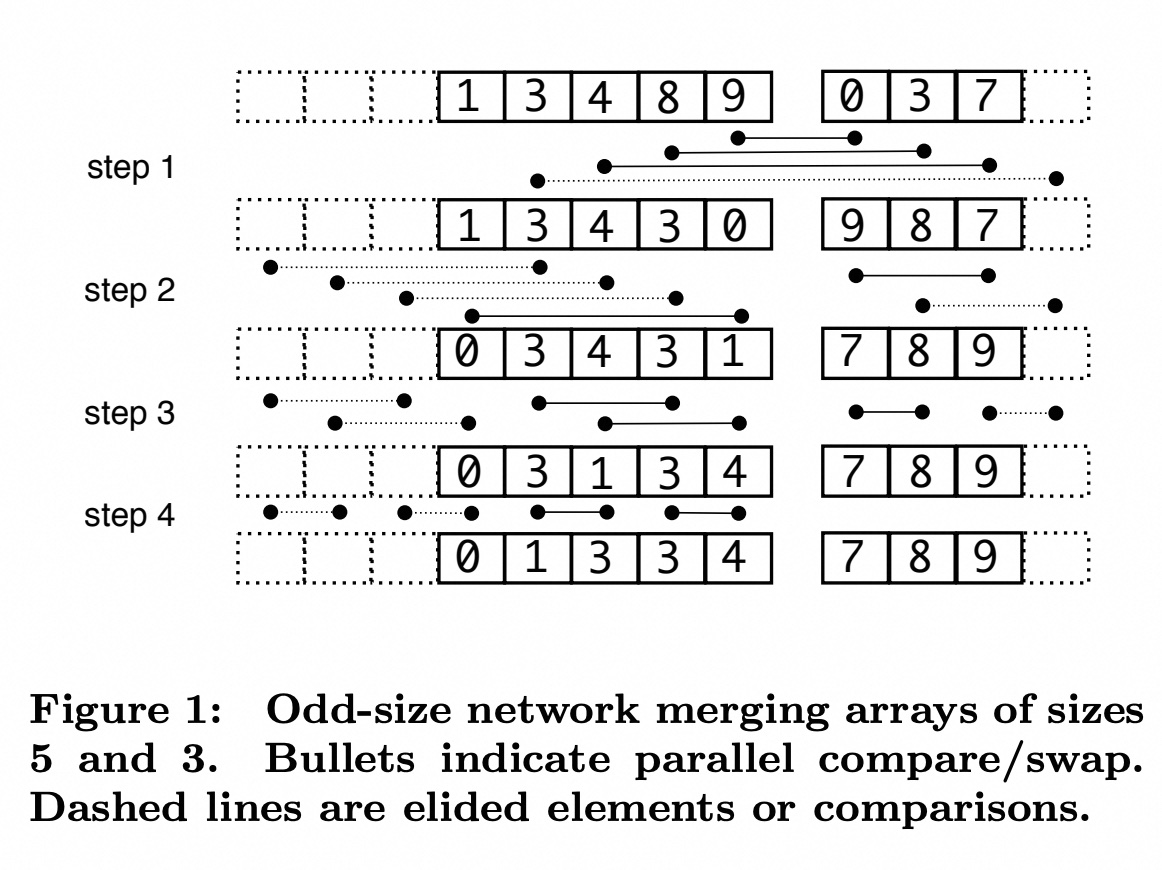 1 3 4 8 9 0 3 7
step 1
1 3 4 3 0 9 8 7
step 2
0 3 4 3 1 7 8 9
step 3
0 3 1 3 4 7 8 9
step 4
0 1 3 3 4 7 8 9
Figure 1: Odd-size network merging arrays of sizes
5 and 3. Bullets indicate parallel compare/swap.
Dashed lines are elided elements or comparisons.